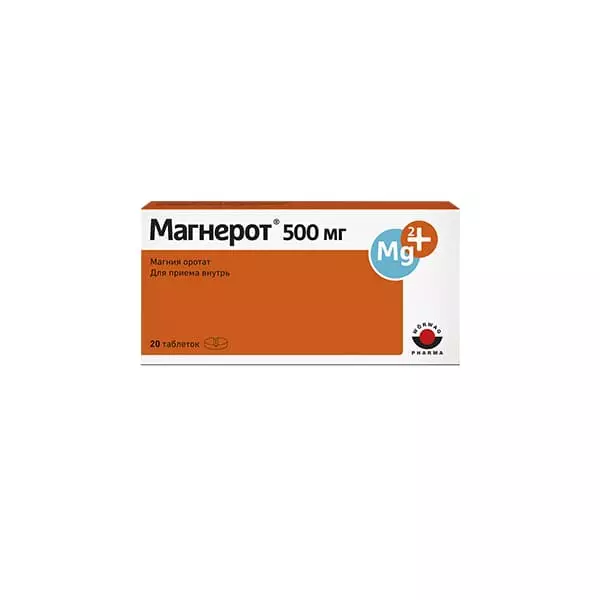 Магнерот® 500 мг
Mg2+
Магния оротат
Для приема внутрь
20 таблеток
WÖRWAG
PHARMA